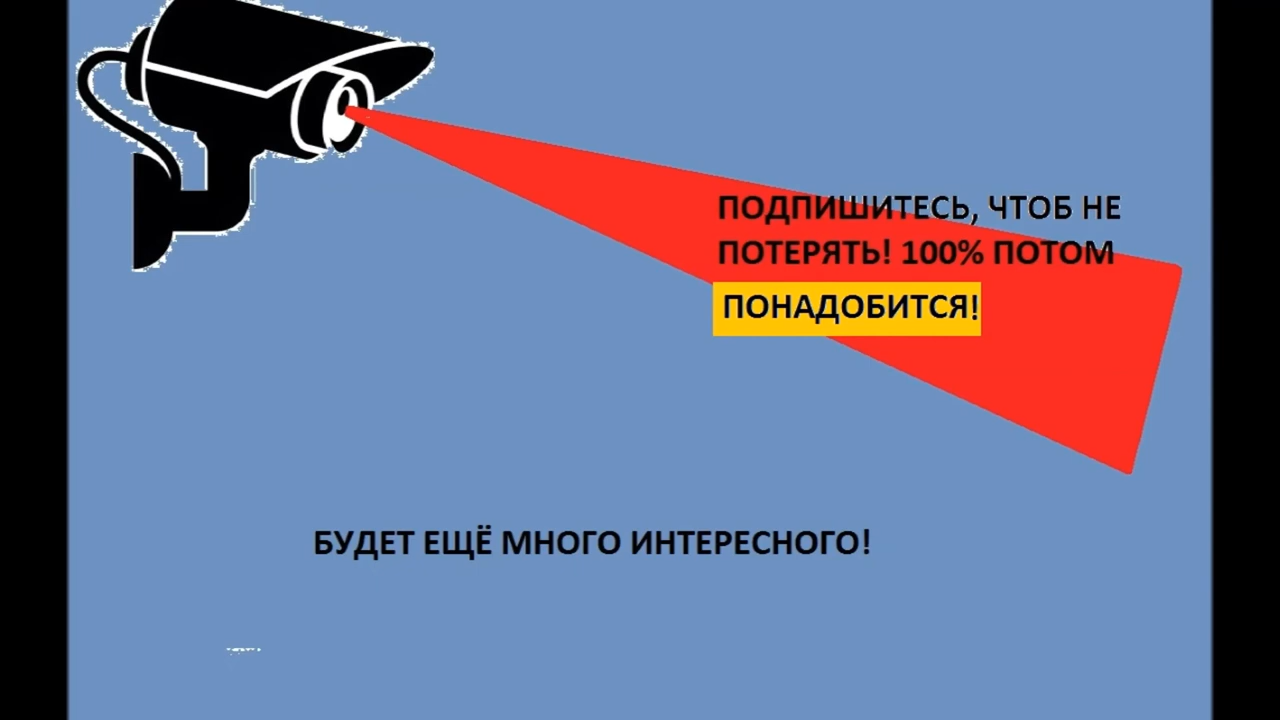 ПОДПИШИТЕСЬ, ЧТОБ НЕ
ПОТЕРЯТЬ! 100% ПОТОМ
ПОНАДОБИТСЯ!
БУДЕТ ЕЩЁ МНОГО ИНТЕРЕСНОГО!